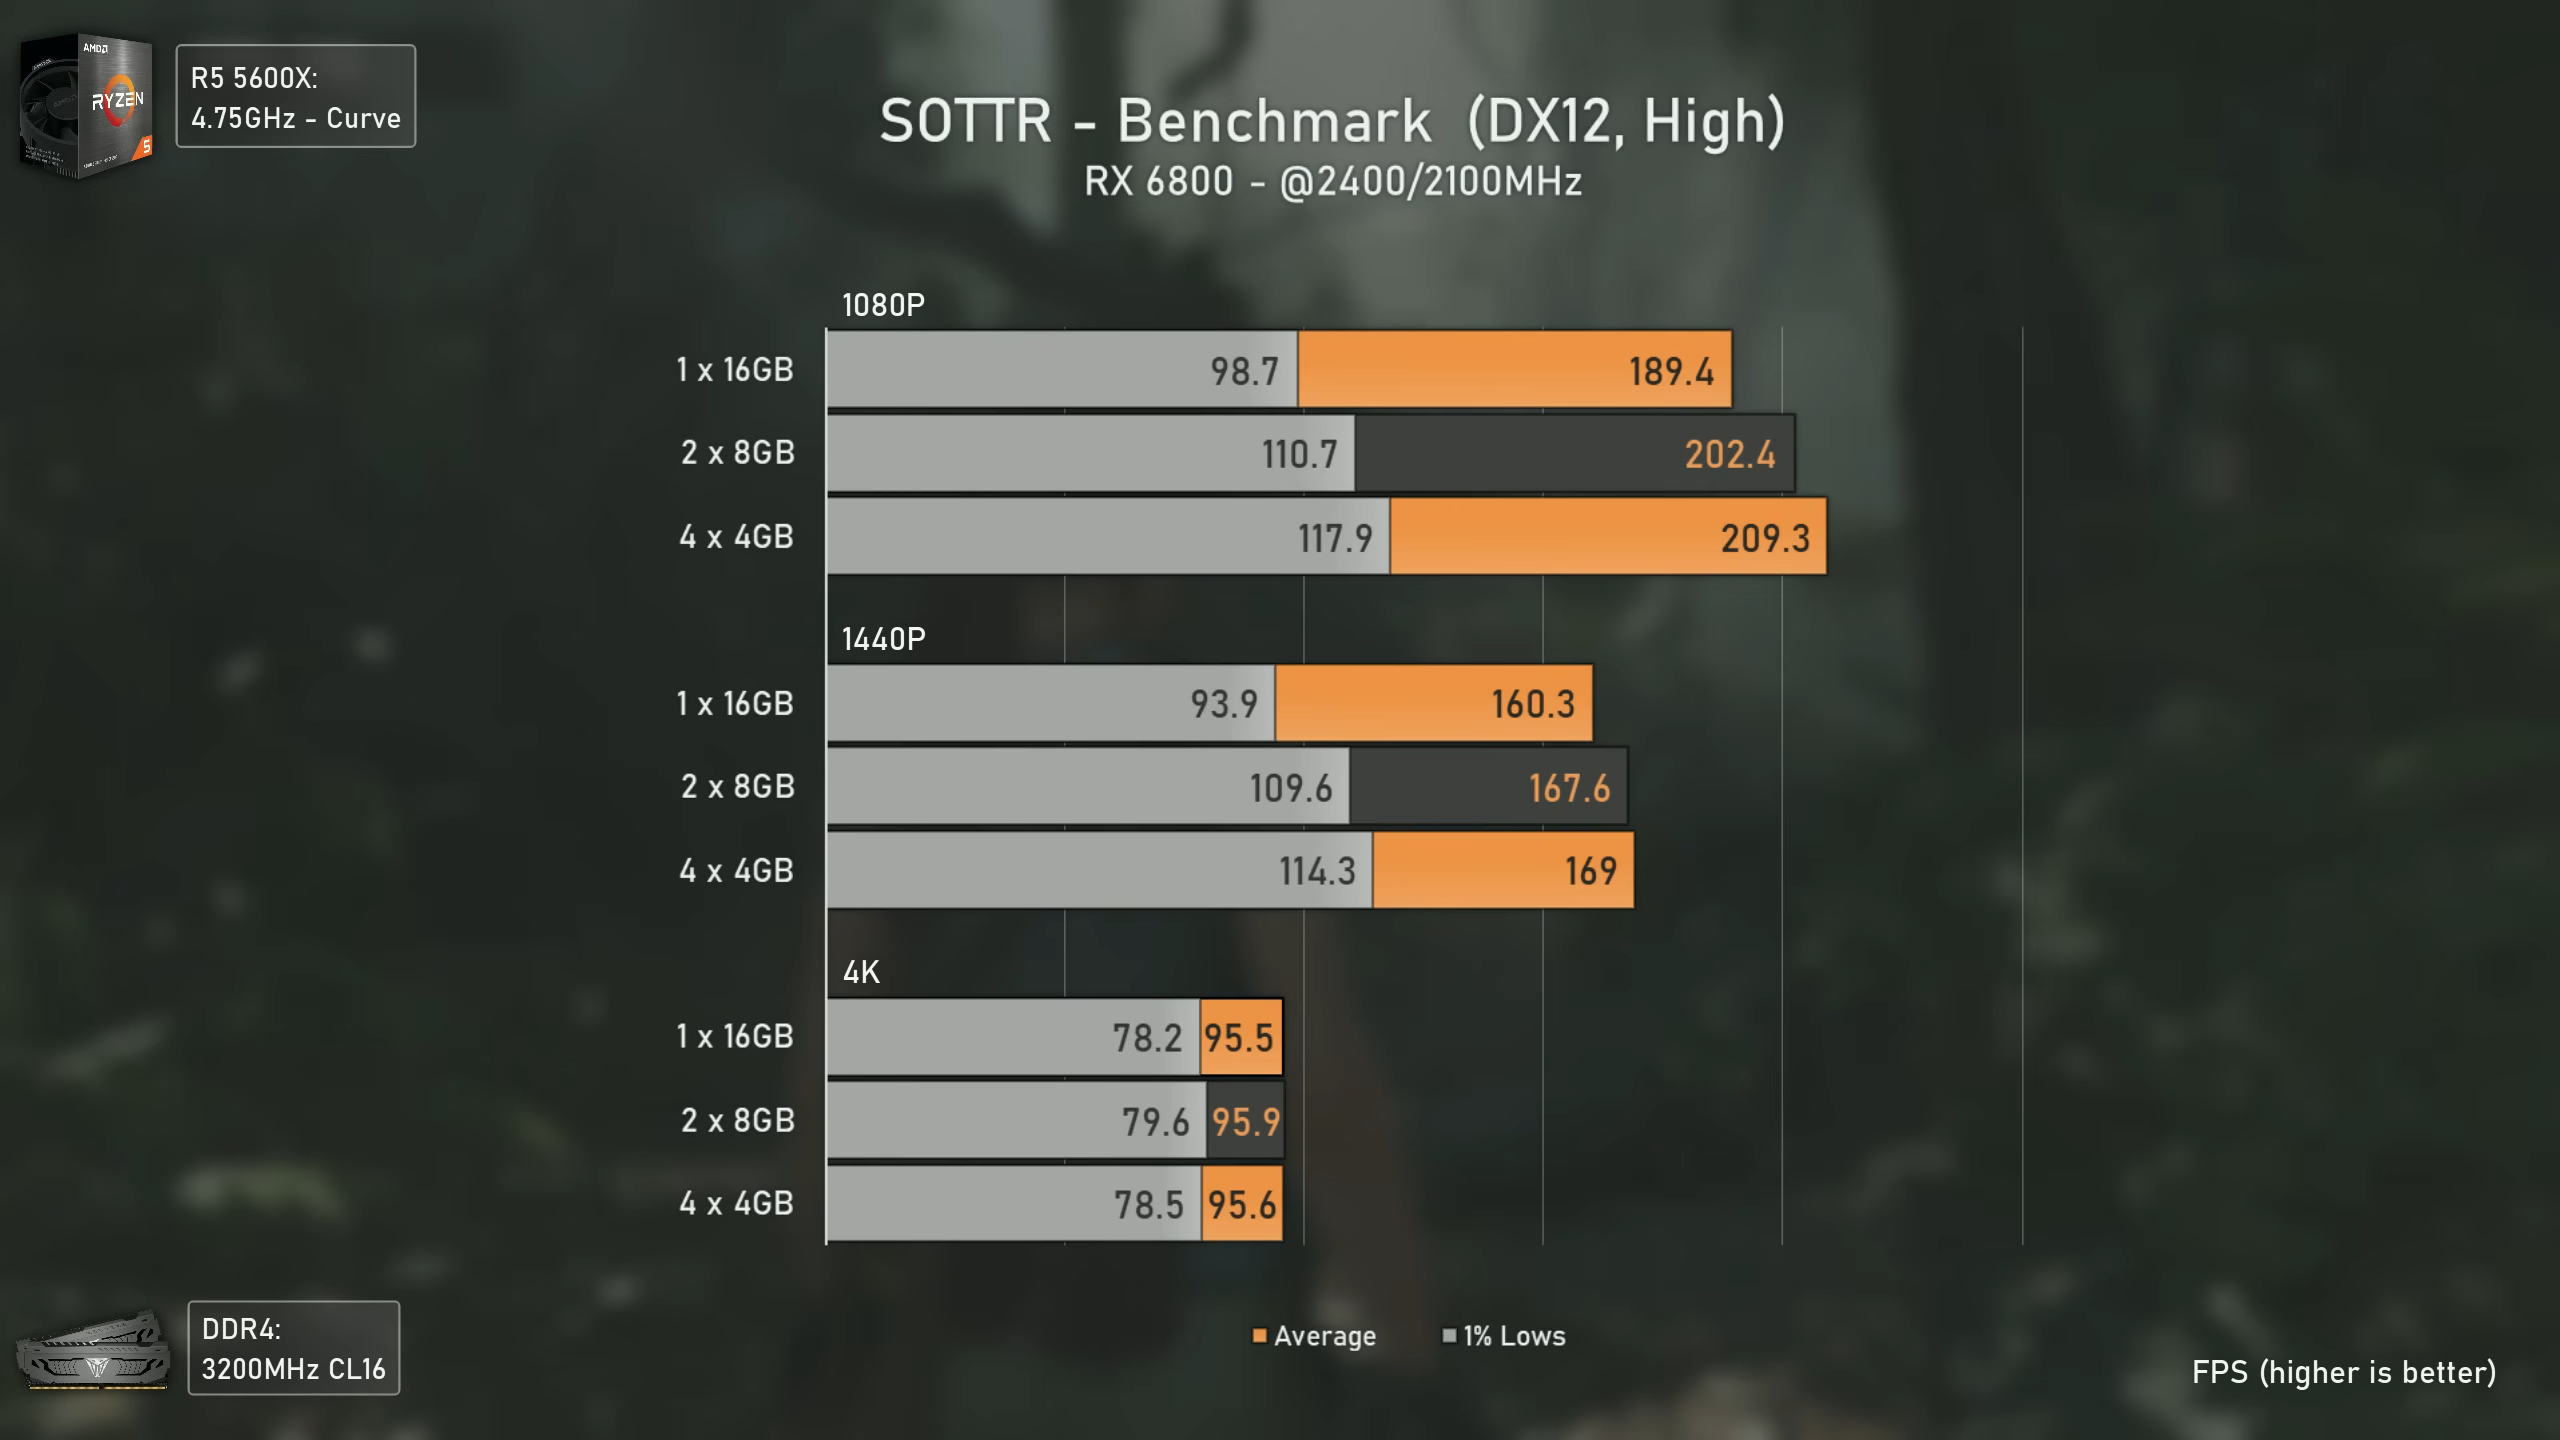 AMD
RYZEN
5
R5 5600X:
4.75GHz - Curve
SOTTR - Benchmark (DX12, High)
RX 6800 - @2400/2100MHz
1080P
1 x 16GB 98.7 189.4
2 x 8GB 110.7 202.4
4 x 4GB 117.9 209.3
1440P
1 x 16GB 93.9 160.3
2 x 8GB 109.6 167.6
4 x 4GB 114.3 169
4K
1 x 16GB 78.2 95.5
2 x 8GB 79.6 95.9
4 x 4GB 78.5 95.6
DDR4:
3200MHz CL16
Average 1% Lows
FPS (higher is better)